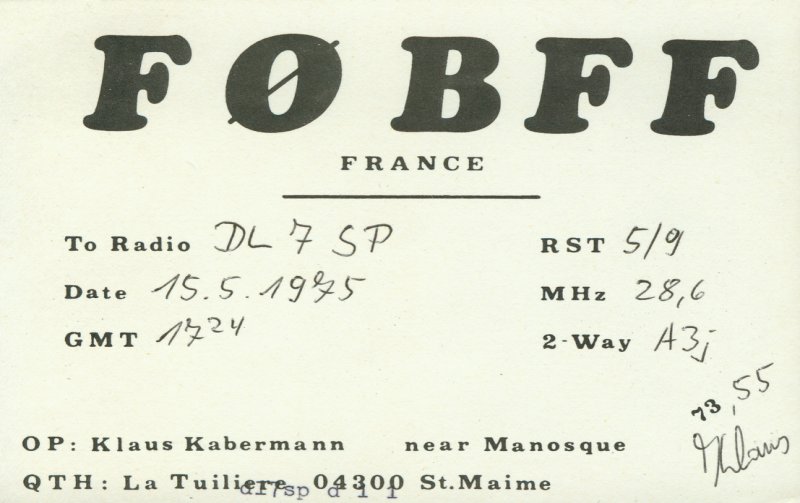 FØBFF
FRANCE
To Radio DL 7 SP RST 5/9
Date 15.5.1975 MHz 28,6
GMT 17²⁴ 2-Way A3j
73, 55
Klaus
OP: Klaus Kabermann near Manosque
QTH: La Tuiliere 04300 St. Maime
dl7sp d 1 1